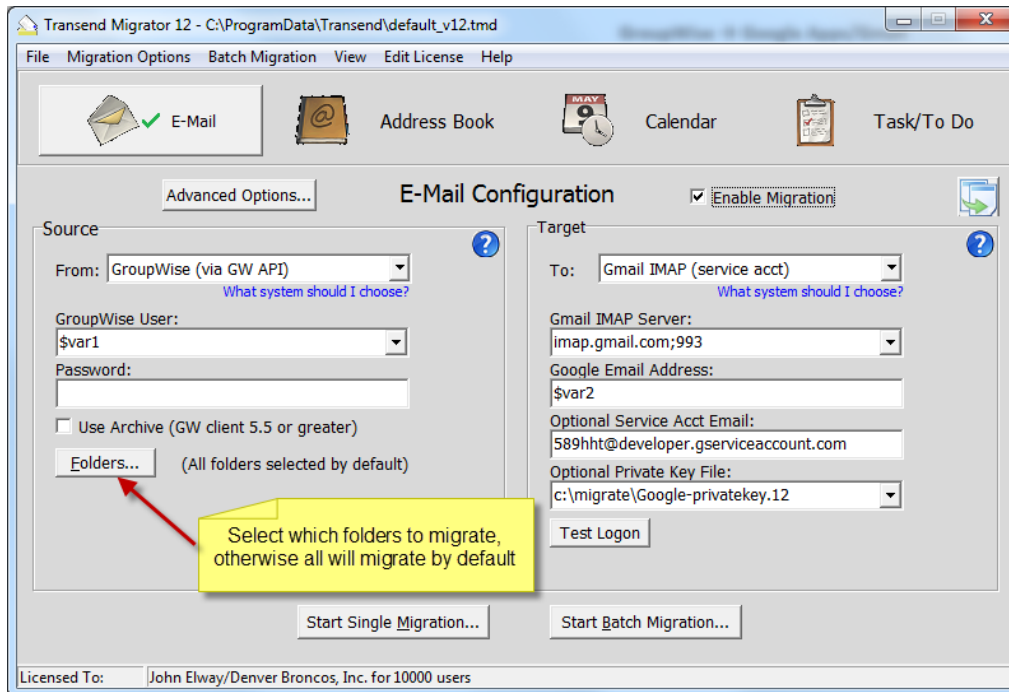 Transend Migrator 12 - C:\ProgramData\Transend\default_v12.tmd
File Migration Options Batch Migration View Edit License Help
E-Mail
Address Book
MAY
9
Calendar
Task/To Do
Advanced Options...
E-Mail Configuration
Enable Migration
Source
From: GroupWise (via GW API)
What system should I choose?
GroupWise User:
$var1
Password:
Use Archive (GW client 5.5 or greater)
Folders... (All folders selected by default)
Select which folders to migrate,
otherwise all will migrate by default
Target
To: Gmail IMAP (service acct)
What system should I choose?
Gmail IMAP Server:
imap.gmail.com;993
Google Email Address:
$var2
Optional Service Acct Email:
589hht@developer.gserviceaccount.com
Optional Private Key File:
c:\migrate\Google-privatekey.12
Test Logon
Start Single Migration...
Start Batch Migration...
Licensed To: John Elway/Denver Broncos, Inc. for 10000 users